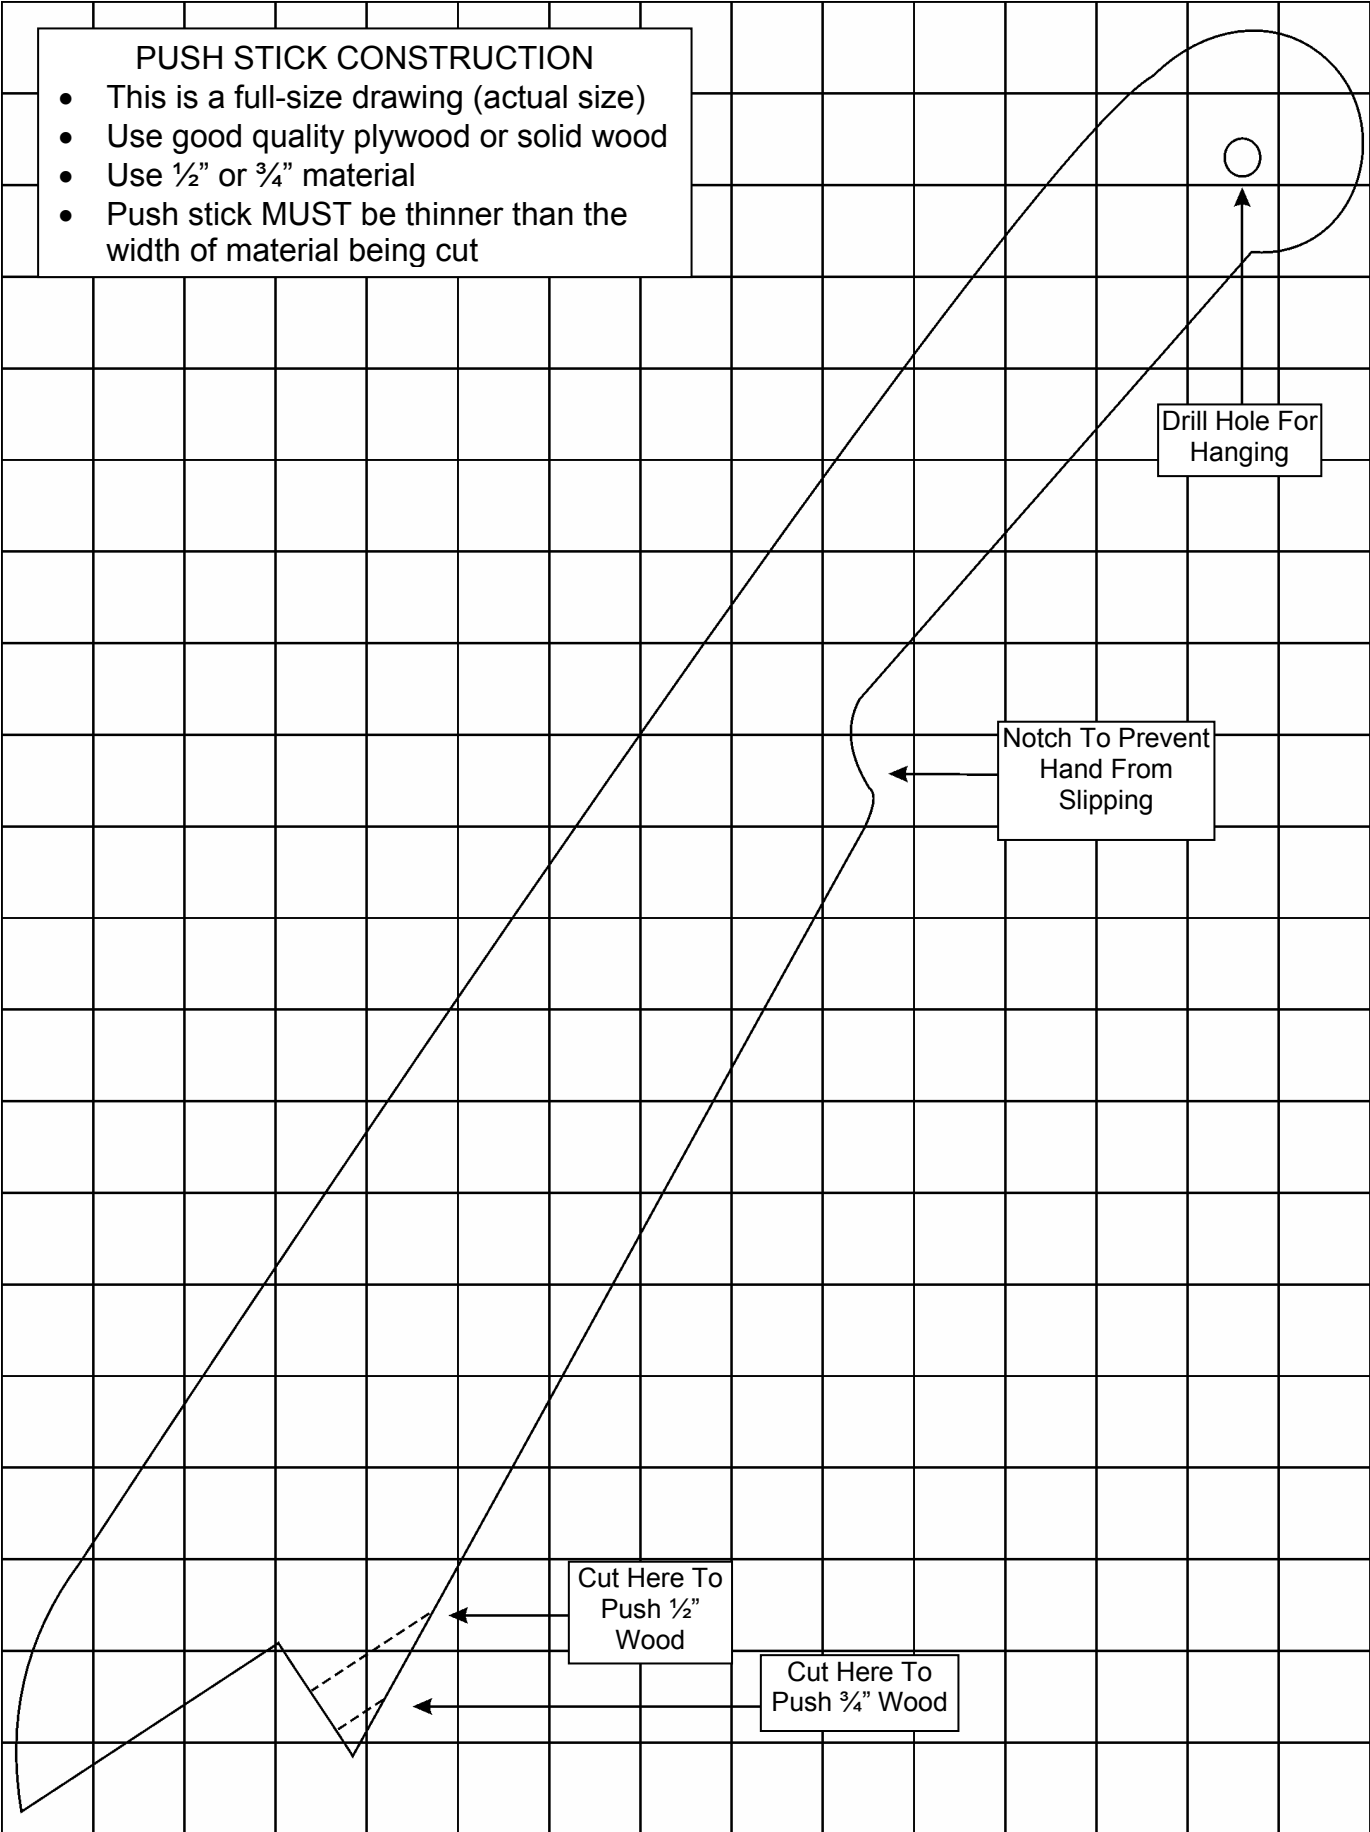 PUSH STICK CONSTRUCTION
• This is a full-size drawing (actual size)
• Use good quality plywood or solid wood
• Use ½” or ¾” material
• Push stick MUST be thinner than the
width of material being cut
Drill Hole For
Hanging
Notch To Prevent
Hand From
Slipping
Cut Here To
Push ½”
Wood
Cut Here To
Push ¾” Wood